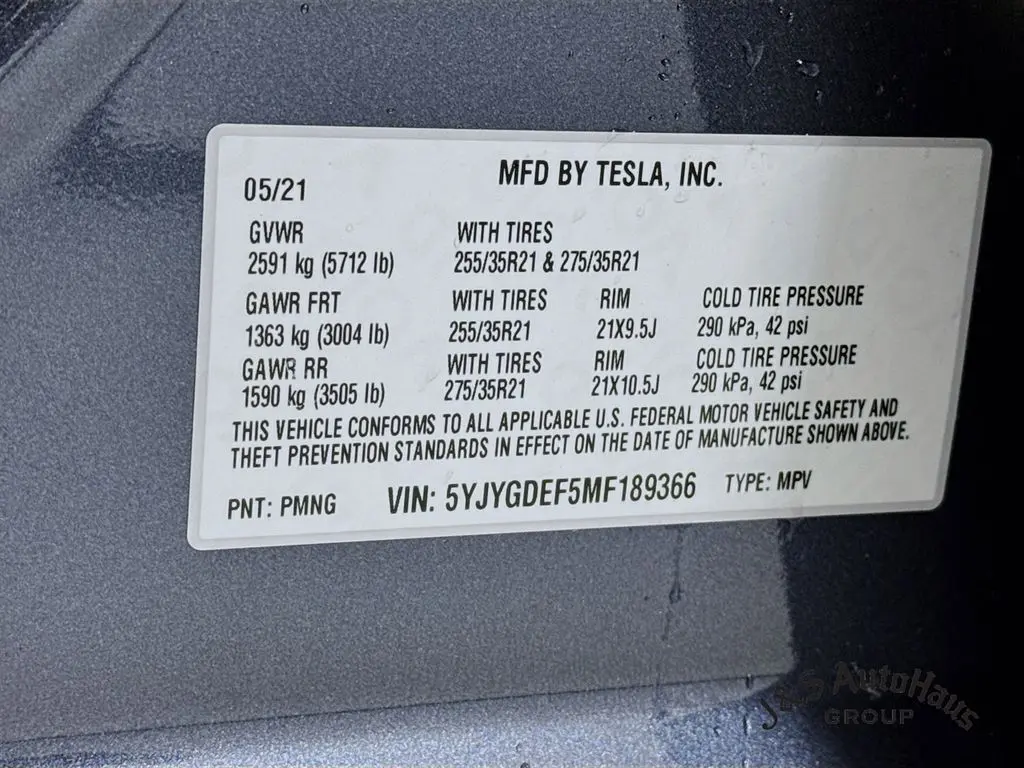 MFD BY TESLA, INC.
05/21
GVWR WITH TIRES
2591 kg (5712 lb) 255/35R21 & 275/35R21
GAWR FRT WITH TIRES RIM COLD TIRE PRESSURE
1363 kg (3004 lb) 255/35R21 21X9.5J 290 kPa, 42 psi
GAWR RR WITH TIRES RIM COLD TIRE PRESSURE
1590 kg (3505 lb) 275/35R21 21X10.5J 290 kPa, 42 psi
THIS VEHICLE CONFORMS TO ALL APPLICABLE U.S. FEDERAL MOTOR VEHICLE SAFETY AND
THEFT PREVENTION STANDARDS IN EFFECT ON THE DATE OF MANUFACTURE SHOWN ABOVE.
PNT: PMNG VIN: 5YJYGDEF5MF189366 TYPE: MPV
AutoHaus
GROUP